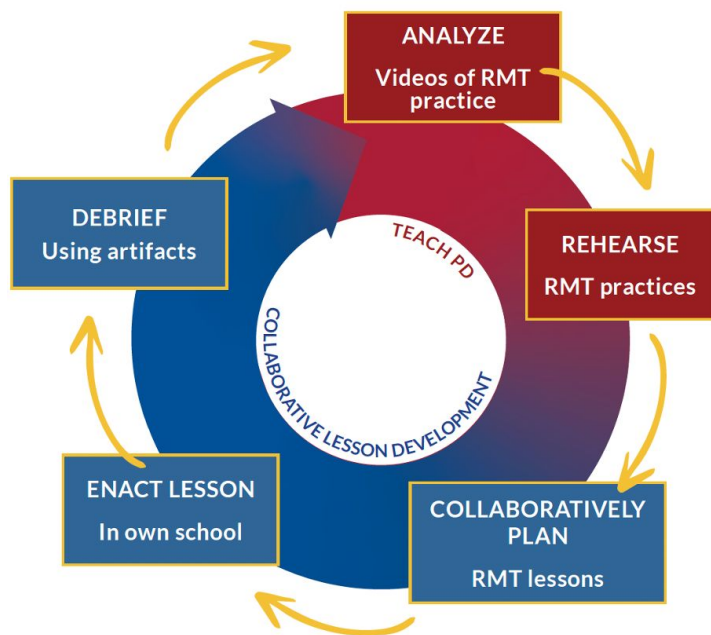 ANALYZE
Videos of RMT
practice
REHEARSE
RMT practices
COLLABORATIVELY
PLAN
RMT lessons
ENACT LESSON
In own school
DEBRIEF
Using artifacts
TEACH PD
COLLABORATIVE LESSON DEVELOPMENT